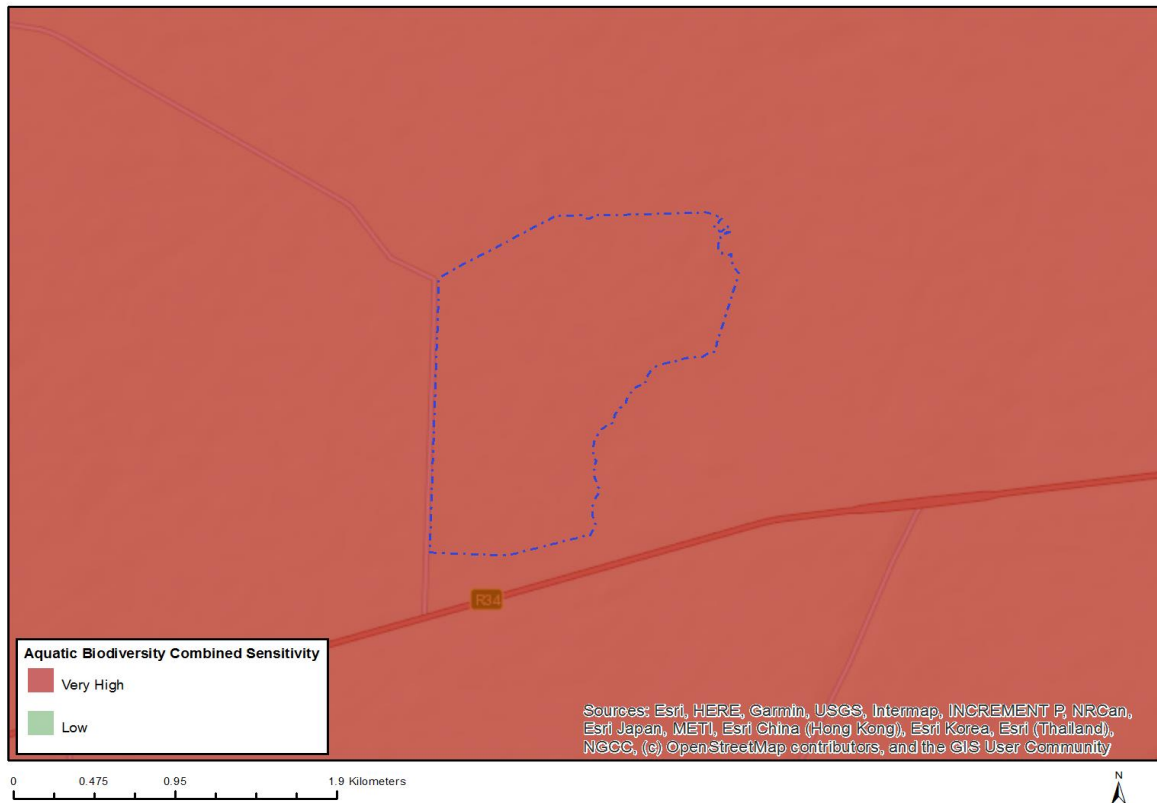 R34
Aquatic Biodiversity Combined Sensitivity
Very High
Low
Sources: Esri, HERE, Garmin, USGS, Intermap, INCREMENT P, NRCan,
Esri Japan, METI, Esri China (Hong Kong), Esri Korea, Esri (Thailand),
NGCC, (c) OpenStreetMap contributors, and the GIS User Community
0 0.475 0.95 1.9 Kilometers
N